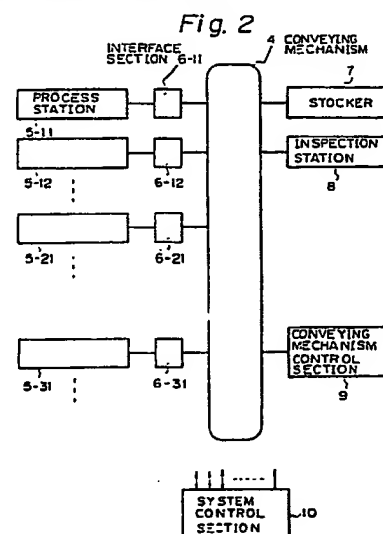 Fig. 2
4 CONVEYING MECHANISM
INTERFACE SECTION 6-11
7
PROCESS STATION
STOCKER
5-11
INSPECTION STATION
5-12
6-12
8
5-21
6-21
CONVEYING MECHANISM CONTROL SECTION
5-31
6-31
9
SYSTEM CONTROL SECTION
10